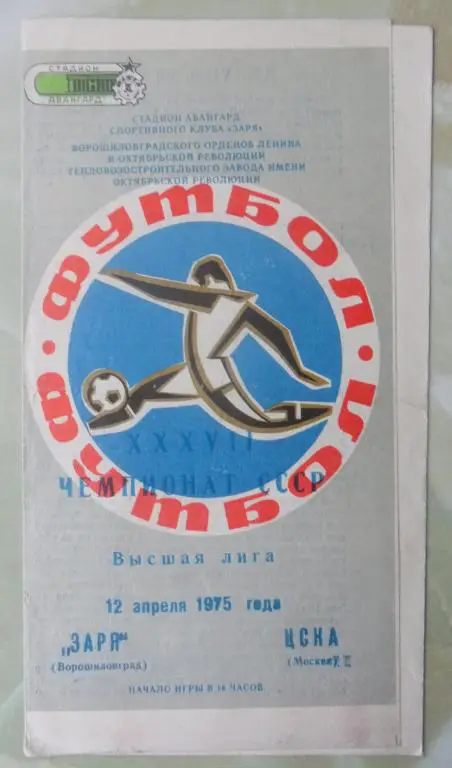 СТАДИОН
АВАНГАРД
СТАДИОН АВАНГАРД
СПОРТИВНОГО КЛУБА «ЗАРЯ»
ВОРОШИЛОВГРАДСКОГО ОРДЕНОВ ЛЕНИНА
И ОКТЯБРЬСКОЙ РЕВОЛЮЦИИ
ТЕПЛОВОЗОСТРОИТЕЛЬНОГО ЗАВОДА ИМЕНИ
ОКТЯБРЬСКОЙ РЕВОЛЮЦИИ
ФУТБОЛ · ФУТБОЛ ·
XXXVII
ЧЕМПИОНАТ СССР
Высшая лига
12 апреля 1975 года
„ЗАРЯ" ЦСКА
(Ворошиловград) (Москва)
НАЧАЛО ИГРЫ В 18 ЧАСОВ